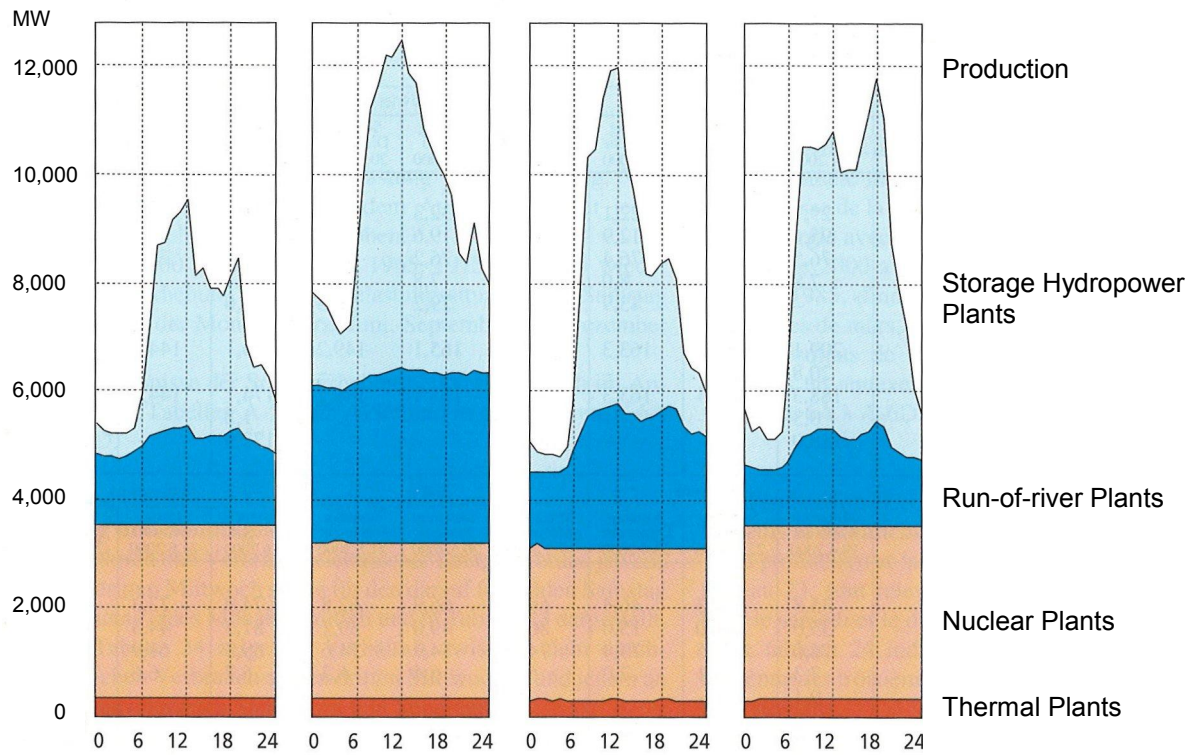 MW
12,000
10,000
8,000
6,000
4,000
2,000
0
Production
Storage Hydropower
Plants
Run-of-river Plants
Nuclear Plants
Thermal Plants
0 6 12 18 24
0 6 12 18 24
0 6 12 18 24
0 6 12 18 24